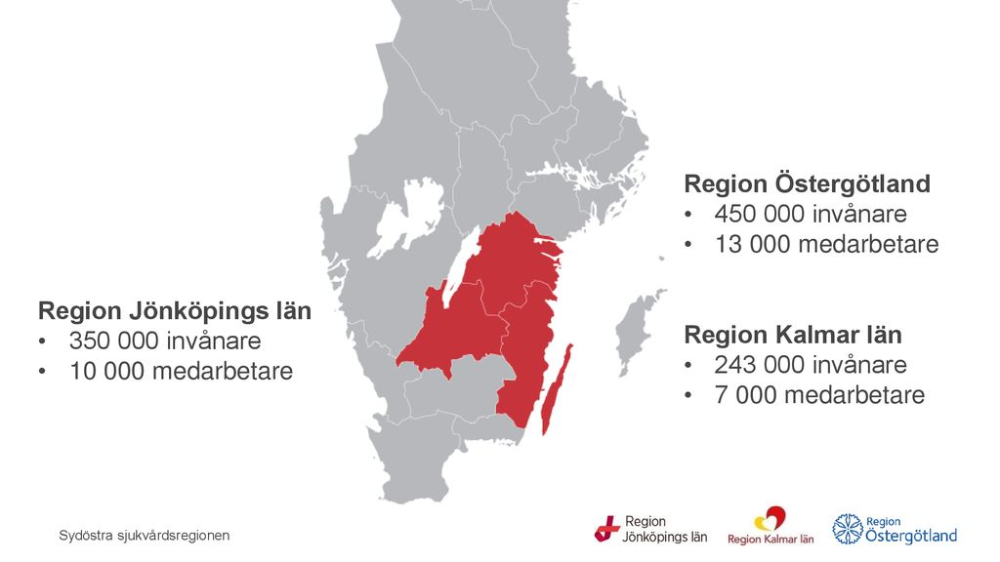 Region Östergötland
• 450 000 invånare
• 13 000 medarbetare
Region Jönköpings län
• 350 000 invånare
• 10 000 medarbetare
Region Kalmar län
• 243 000 invånare
• 7 000 medarbetare
Sydöstra sjukvårdsregionen
Region
Jönköpings län
Region Kalmar län
Region
Östergötland